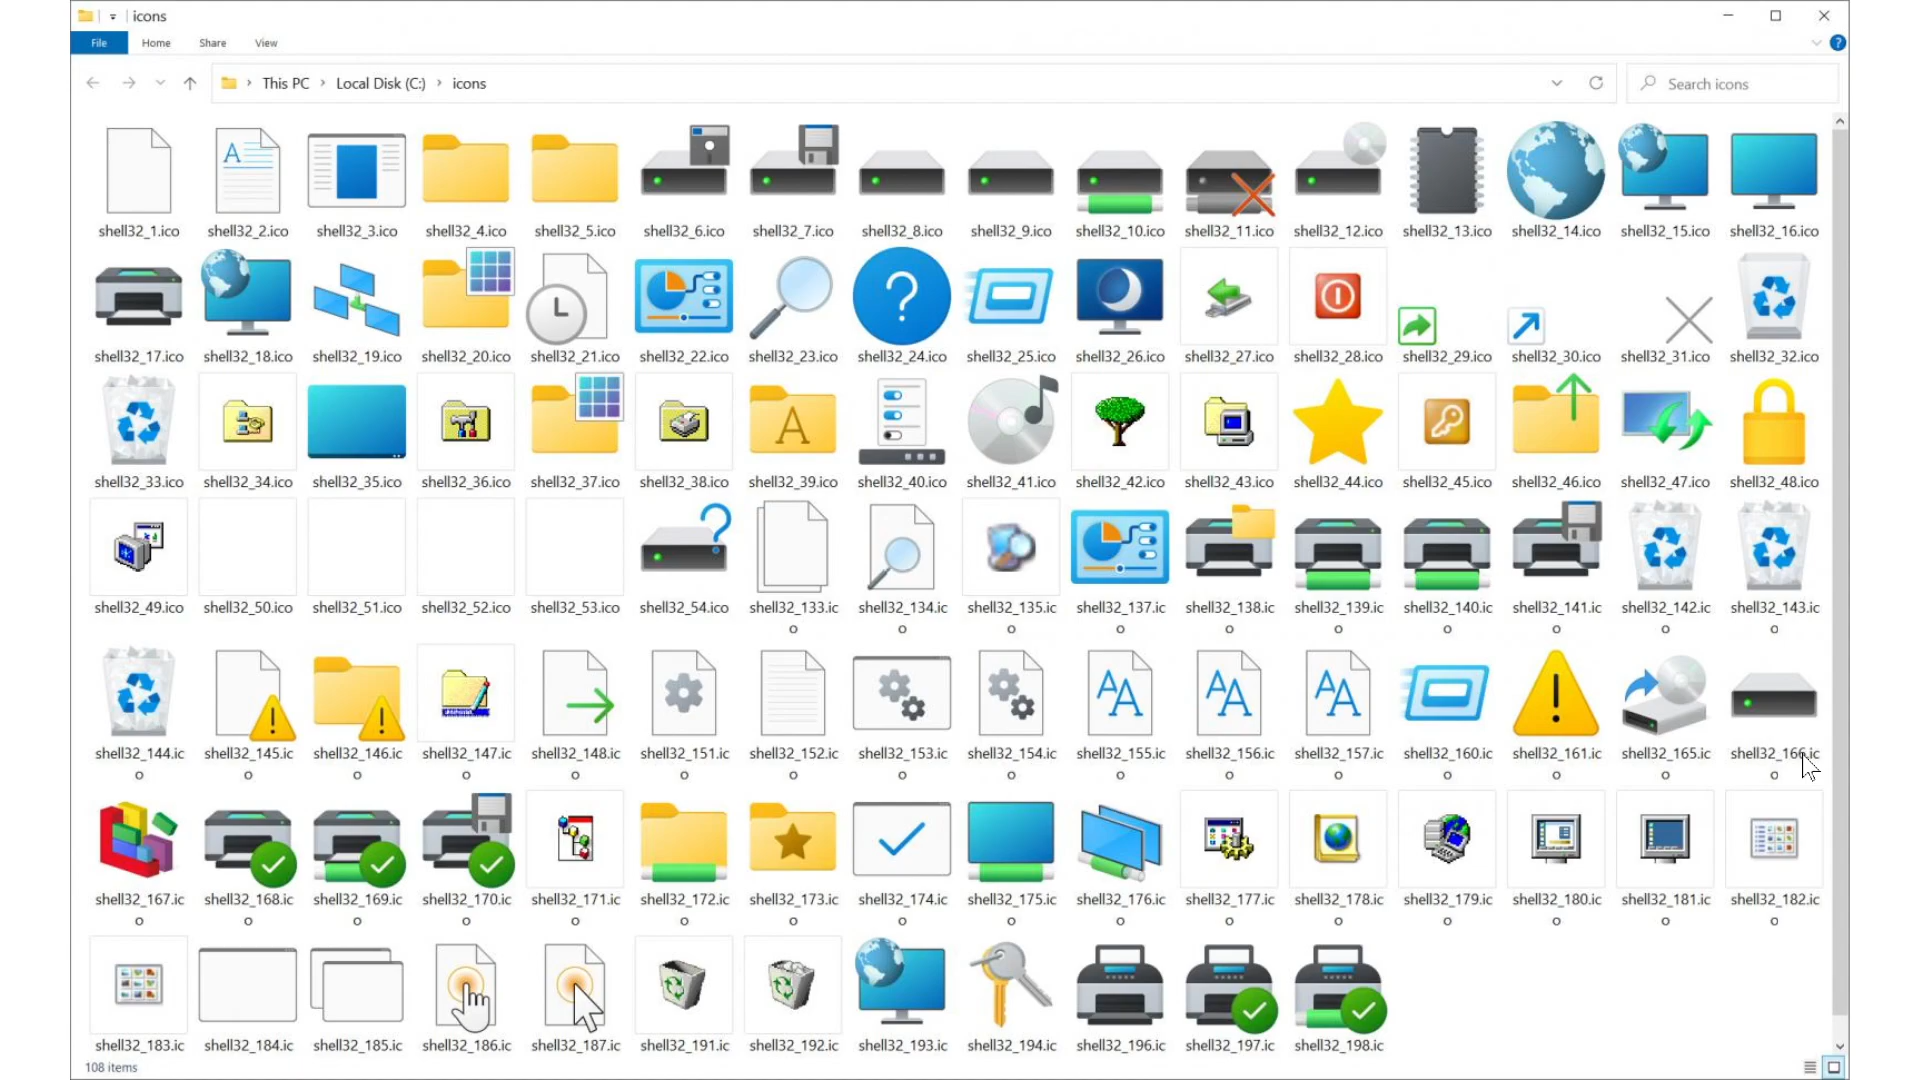 icons
File Home Share View
This PC Local Disk (C:) icons
Search icons
shell32_1.ico shell32_2.ico shell32_3.ico shell32_4.ico shell32_5.ico shell32_6.ico shell32_7.ico shell32_8.ico shell32_9.ico shell32_10.ico shell32_11.ico shell32_12.ico shell32_13.ico shell32_14.ico shell32_15.ico shell32_16.ico
shell32_17.ico shell32_18.ico shell32_19.ico shell32_20.ico shell32_21.ico shell32_22.ico shell32_23.ico shell32_24.ico shell32_25.ico shell32_26.ico shell32_27.ico shell32_28.ico shell32_29.ico shell32_30.ico shell32_31.ico shell32_32.ico
shell32_33.ico shell32_34.ico shell32_35.ico shell32_36.ico shell32_37.ico shell32_38.ico shell32_39.ico shell32_40.ico shell32_41.ico shell32_42.ico shell32_43.ico shell32_44.ico shell32_45.ico shell32_46.ico shell32_47.ico shell32_48.ico
shell32_49.ico shell32_50.ico shell32_51.ico shell32_52.ico shell32_53.ico shell32_54.ico shell32_133.ic shell32_134.ic shell32_135.ic shell32_137.ic shell32_138.ic shell32_139.ic shell32_140.ic shell32_141.ic shell32_142.ic shell32_143.ic
o o o o o o o o o o
shell32_144.ic shell32_145.ic shell32_146.ic shell32_147.ic shell32_148.ic shell32_151.ic shell32_152.ic shell32_153.ic shell32_154.ic shell32_155.ic shell32_156.ic shell32_157.ic shell32_160.ic shell32_161.ic shell32_165.ic shell32_166.ic
o o o o o o o o o o o o o o o o
shell32_167.ic shell32_168.ic shell32_169.ic shell32_170.ic shell32_171.ic shell32_172.ic shell32_173.ic shell32_174.ic shell32_175.ic shell32_176.ic shell32_177.ic shell32_178.ic shell32_179.ic shell32_180.ic shell32_181.ic shell32_182.ic
o o o o o o o o o o o o o o o o
shell32_183.ic shell32_184.ic shell32_185.ic shell32_186.ic shell32_187.ic shell32_191.ic shell32_192.ic shell32_193.ic shell32_194.ic shell32_196.ic shell32_197.ic shell32_198.ic
108 items